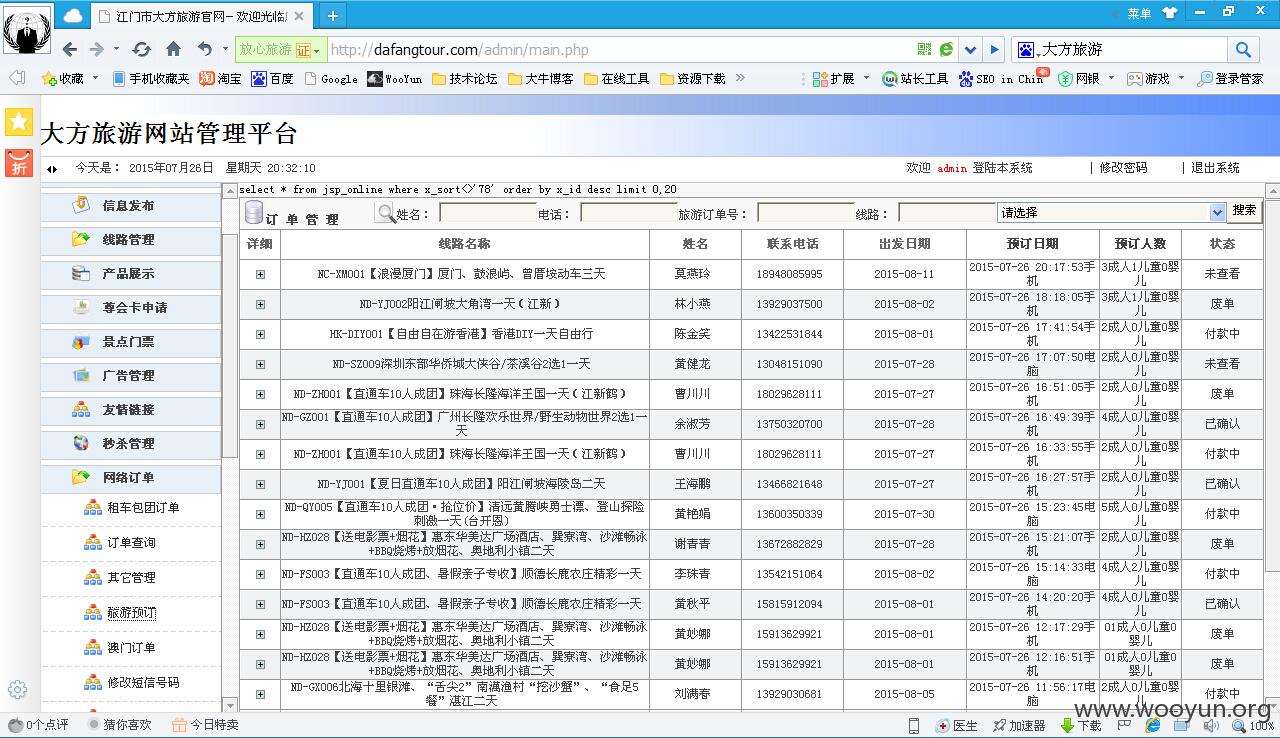 江门市大方旅游官网-- 欢迎光临
放心旅游 证 http://dafangtour.com/admin/main.php 大方旅游
菜单
收藏 手机收藏夹 淘宝 百度 Google WooYun 技术论坛 大牛博客 在线工具 资源下载 » 扩展 站长工具 SEO in Chin 网银 游戏 登录管家
大方旅游网站管理平台
折
今天是： 2015年07月26日 星期天 20:32:10 欢迎 admin 登陆本系统 | 修改密码 | 退出系统
select * from jsp_online where x_sort<>'78' order by x_id desc limit 0,20
订 单 管 理 姓名： 电话： 旅游订单号： 线路： 请选择 搜索
信息发布
线路管理
产品展示
尊会卡申请
景点门票
广告管理
友情链接
秒杀管理
网络订单
租车包团订单
订单查询
其它管理
旅游预订
澳门订单
修改短信号码
详细 线路名称 姓名 联系电话 出发日期 预订日期 预订人数 状态
NC-XM001【浪漫厦门】厦门、鼓浪屿、曾厝垵动车三天 莫燕玲 18948085995 2015-08-11 2015-07-26 20:17:53手机 3成人1儿童0婴儿 未查看
ND-YJ002阳江闸坡大角湾一天（江新） 林小燕 13929087500 2015-08-02 2015-07-26 18:18:05手机 3成人1儿童0婴儿 废单
HK-DIY001【自由自在游香港】香港DIY一天自由行 陈金笑 13422531844 2015-08-01 2015-07-26 17:41:54手机 2成人0儿童0婴儿 付款中
ND-SZ009深圳东部华侨城大侠谷/茶溪谷2选1一天 黄健龙 13048151090 2015-08-02 2015-07-26 17:07:50电脑 2成人0儿童0婴儿 未查看
ND-ZH001【直通车10人成团】珠海长隆海洋王国一天（江新鹤） 曹川川 18029628111 2015-07-27 2015-07-26 16:51:05手机 2成人0儿童0婴儿 废单
ND-GZ001【直通车10人成团】广州长隆欢乐世界/野生动物世界2选1一天 余淑芳 13750320700 2015-07-28 2015-07-26 16:49:39手机 4成人0儿童0婴儿 已确认
ND-ZH001【直通车10人成团】珠海长隆海洋王国一天（江新鹤） 曹川川 18029628111 2015-07-27 2015-07-26 16:33:55手机 2成人0儿童0婴儿 付款中
ND-YJ001【夏日直通车10人成团】阳江闸坡海陵岛二天 王海鹏 13466821648 2015-07-27 2015-07-26 16:27:57手机 2成人0儿童0婴儿 已确认
ND-QY005【直通车10人成团·抢位价】清远黄腾峡勇士漂、登山探险刺激一天(台开恩) 黄艳娟 13600030339 2015-07-30 2015-07-26 15:23:45电脑 5成人0儿童0婴儿 付款中
ND-HZ028【送电影票+烟花】惠东华美达广场酒店、巽寮湾、沙滩畅泳+BBQ烧烤+放烟花、奥地利小镇二天 谢青青 13672882829 2015-07-28 2015-07-26 15:21:07手机 2成人0儿童0婴儿 废单
ND-FS003【直通车10人成团、暑假亲子专收】顺德长鹿农庄精彩一天 李珠青 13542151064 2015-08-02 2015-07-26 15:14:33电脑 4成人2儿童0婴儿 付款中
ND-FS003【直通车10人成团、暑假亲子专收】顺德长鹿农庄精彩一天 黄秋平 15815812094 2015-08-01 2015-07-26 14:20:20手机 4成人0儿童0婴儿 已确认
ND-HZ028【送电影票+烟花】惠东华美达广场酒店、巽寮湾、沙滩畅泳+BBQ烧烤+放烟花、奥地利小镇二天 黄妙娜 15913629921 2015-08-01 2015-07-26 12:17:29手机 01成人0儿童0婴儿 废单
ND-HZ028【送电影票+烟花】惠东华美达广场酒店、巽寮湾、沙滩畅泳+BBQ烧烤+放烟花、奥地利小镇二天 黄妙娜 15913629921 2015-08-01 2015-07-26 12:16:51手机 01成人0儿童0婴儿 废单
ND-GX006北海十里银滩、“舌尖2”南满渔村“挖沙蟹”、“食足5餐”湛江二天 刘满春 13929030681 2015-08-05 2015-07-26 11:56:17电脑 2成人0儿童0婴儿 付款中
www.wooyun.org
0个点评 猜你喜欢 今日特卖 医生 加速器 下载 100%